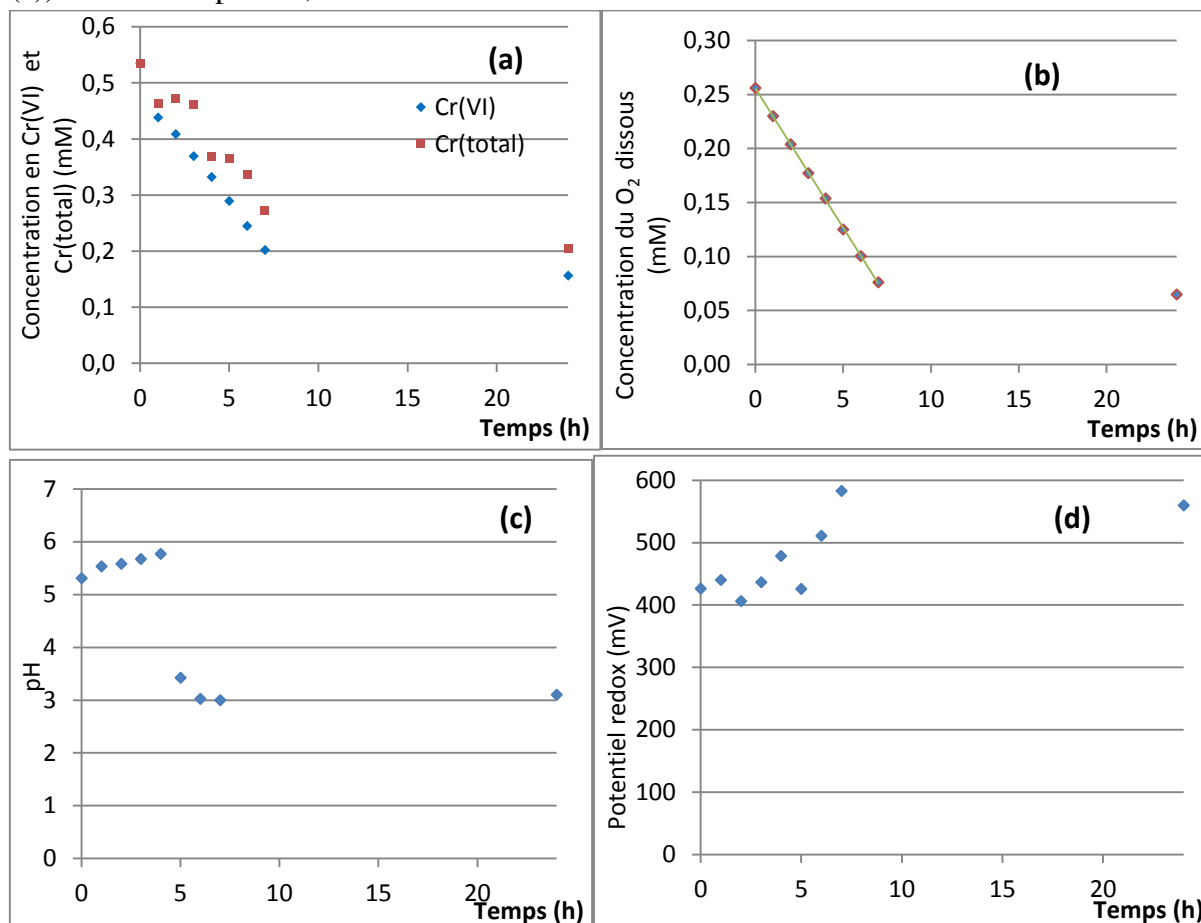 (a)
Concentration en Cr(VI) et
Cr(total) (mM)
0,6
0,5
0,4
0,3
0,2
0,1
0,0
Cr(VI)
Cr(total)
0 5 10 15 20
Temps (h)
(b)
Concentration du O₂ dissous
(mM)
0,30
0,25
0,20
0,15
0,10
0,05
0,00
0 5 10 15 20
Temps (h)
(c)
pH
7
6
5
4
3
2
1
0
0 5 10 15 20
Temps (h)
(d)
Potentiel redox (mV)
600
500
400
300
200
100
0
0 5 10 15 20
Temps (h)